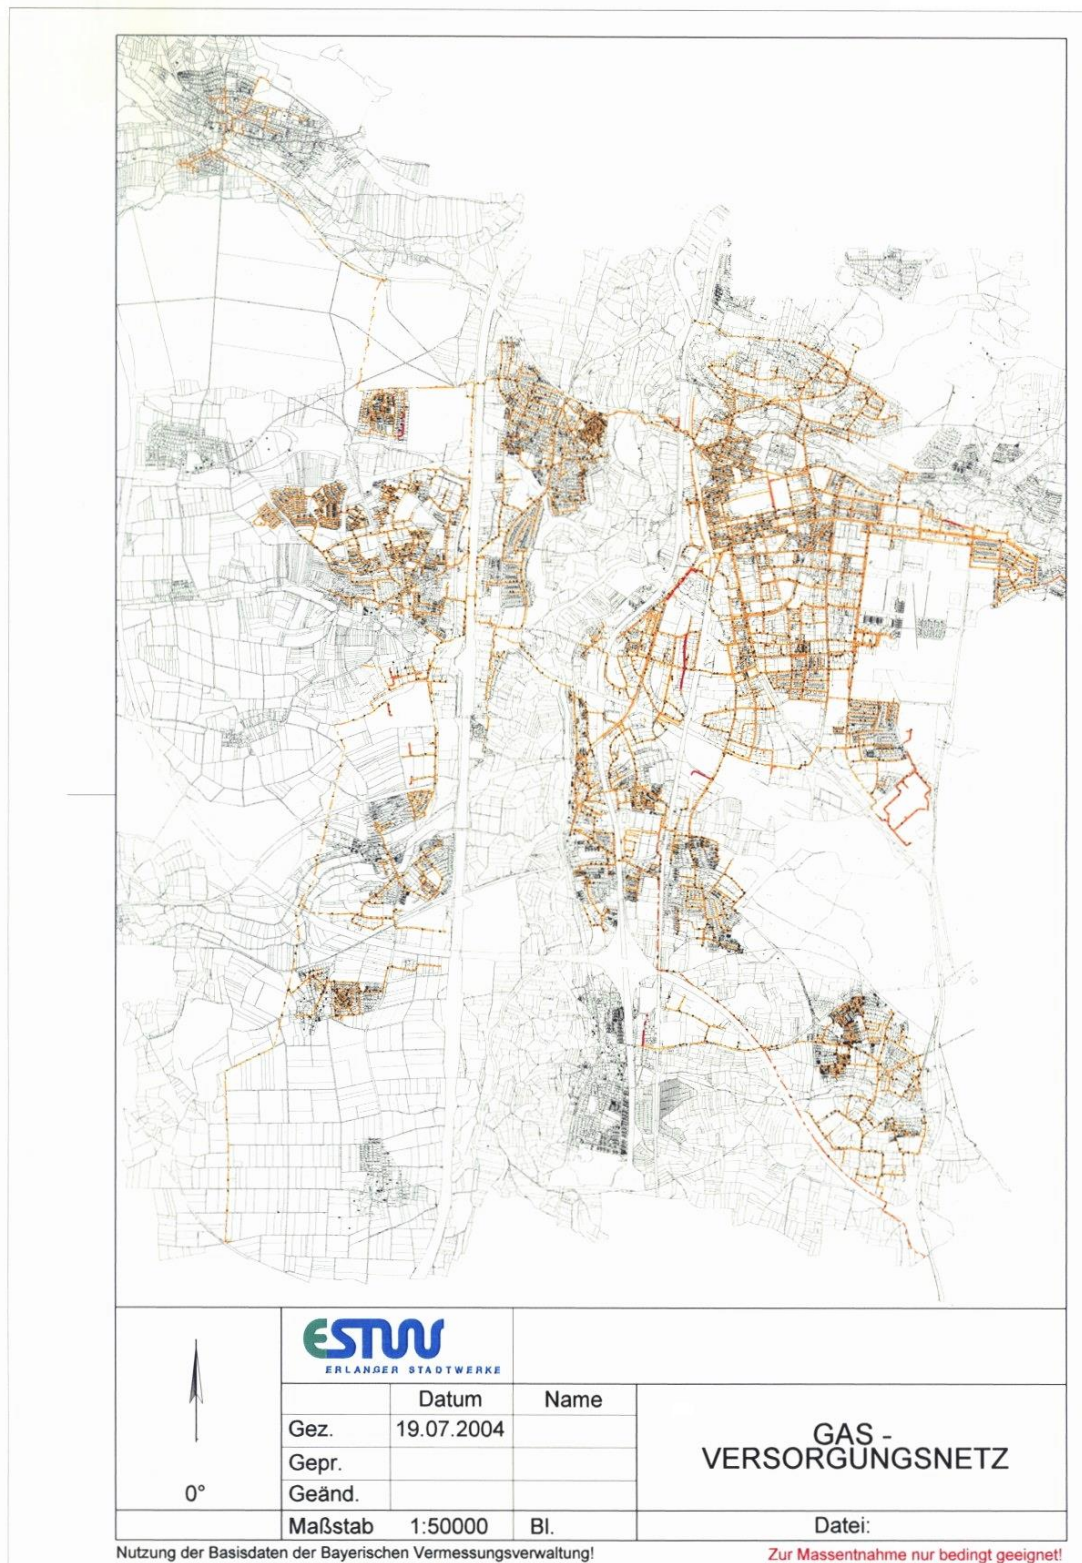 ESTW
ERLANGER STADTWERKE
Datum Name
Gez. 19.07.2004
Gepr.
Geänd.
0°
Maßstab 1:50000 Bl.
GAS -
VERSORGUNGSNETZ
Datei:
Nutzung der Basisdaten der Bayerischen Vermessungsverwaltung!
Zur Massentnahme nur bedingt geeignet!